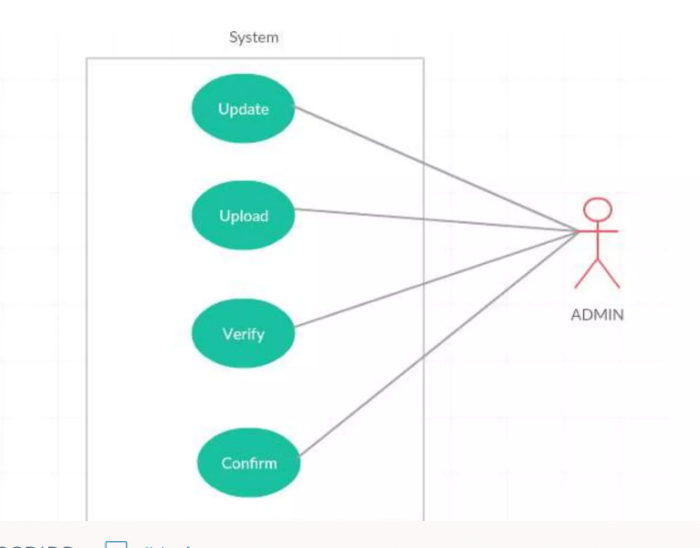 System
Update
Upload
Verify
ADMIN
Confirm